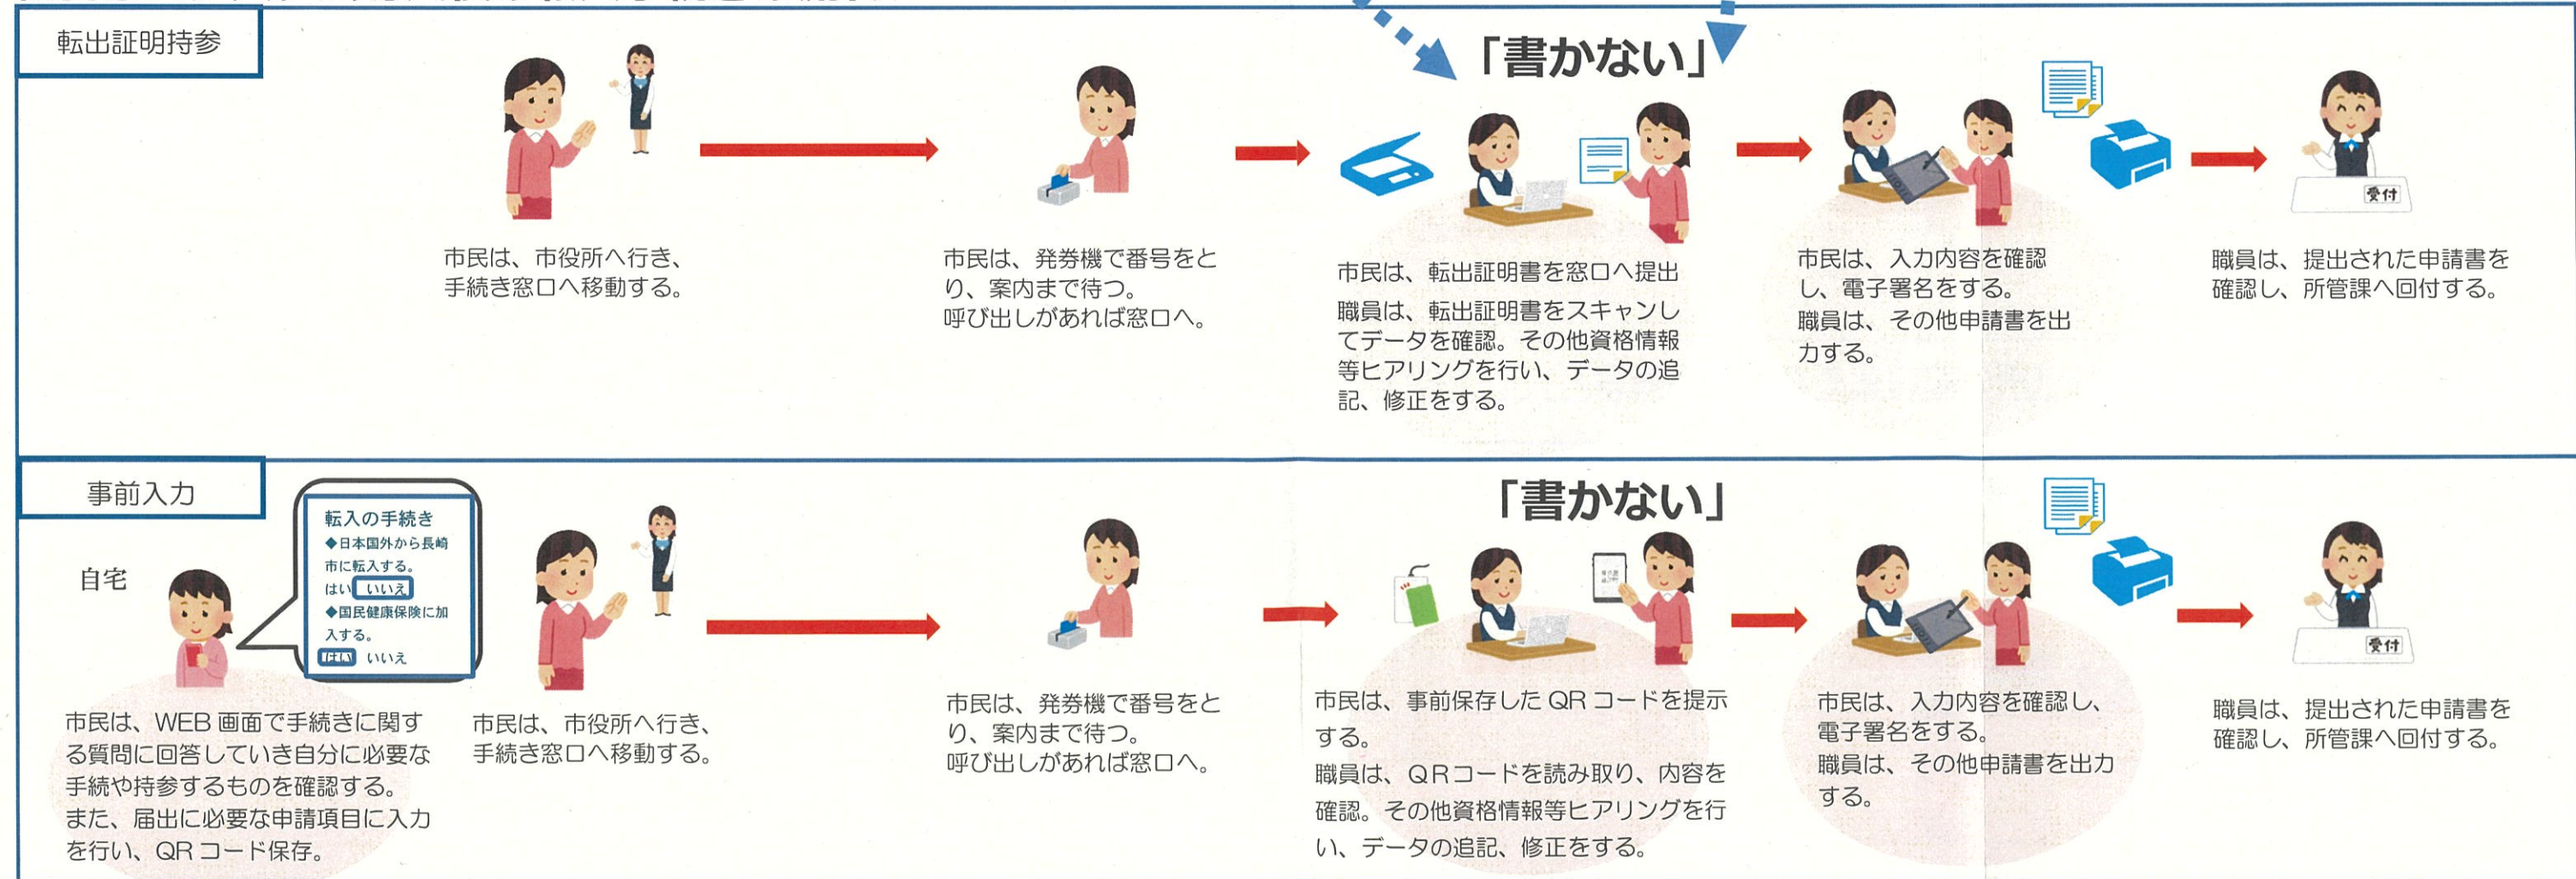 転出証明持参
「書かない」
市民は、市役所へ行き、
手続き窓口へ移動する。
市民は、発券機で番号をと
り、案内まで待つ。
呼び出しがあれば窓口へ。
市民は、転出証明書を窓口へ提出
職員は、転出証明書をスキャンし
てデータを確認。その他資格情報
等ヒアリングを行い、データの追
記、修正をする。
市民は、入力内容を確認
し、電子署名をする。
職員は、その他申請書を出
力する。
受付
職員は、提出された申請書を
確認し、所管課へ回付する。
事前入力
自宅
転入の手続き
◆日本国外から長崎
市に転入する。
はい いいえ
◆国民健康保険に加
入する。
はい いいえ
「書かない」
市民は、WEB 画面で手続きに関す
る質問に回答していき自分に必要な
手続や持参するものを確認する。
また、届出に必要な申請項目に入力
を行い、QR コード保存。
市民は、市役所へ行き、
手続き窓口へ移動する。
市民は、発券機で番号をと
り、案内まで待つ。
呼び出しがあれば窓口へ。
市民は、事前保存した QR コードを提示
する。
職員は、QRコードを読み取り、内容を
確認。その他資格情報等ヒアリングを行
い、データの追記、修正をする。
市民は、入力内容を確認し、
電子署名をする。
職員は、その他申請書を出力
する。
受付
職員は、提出された申請書を
確認し、所管課へ回付する。